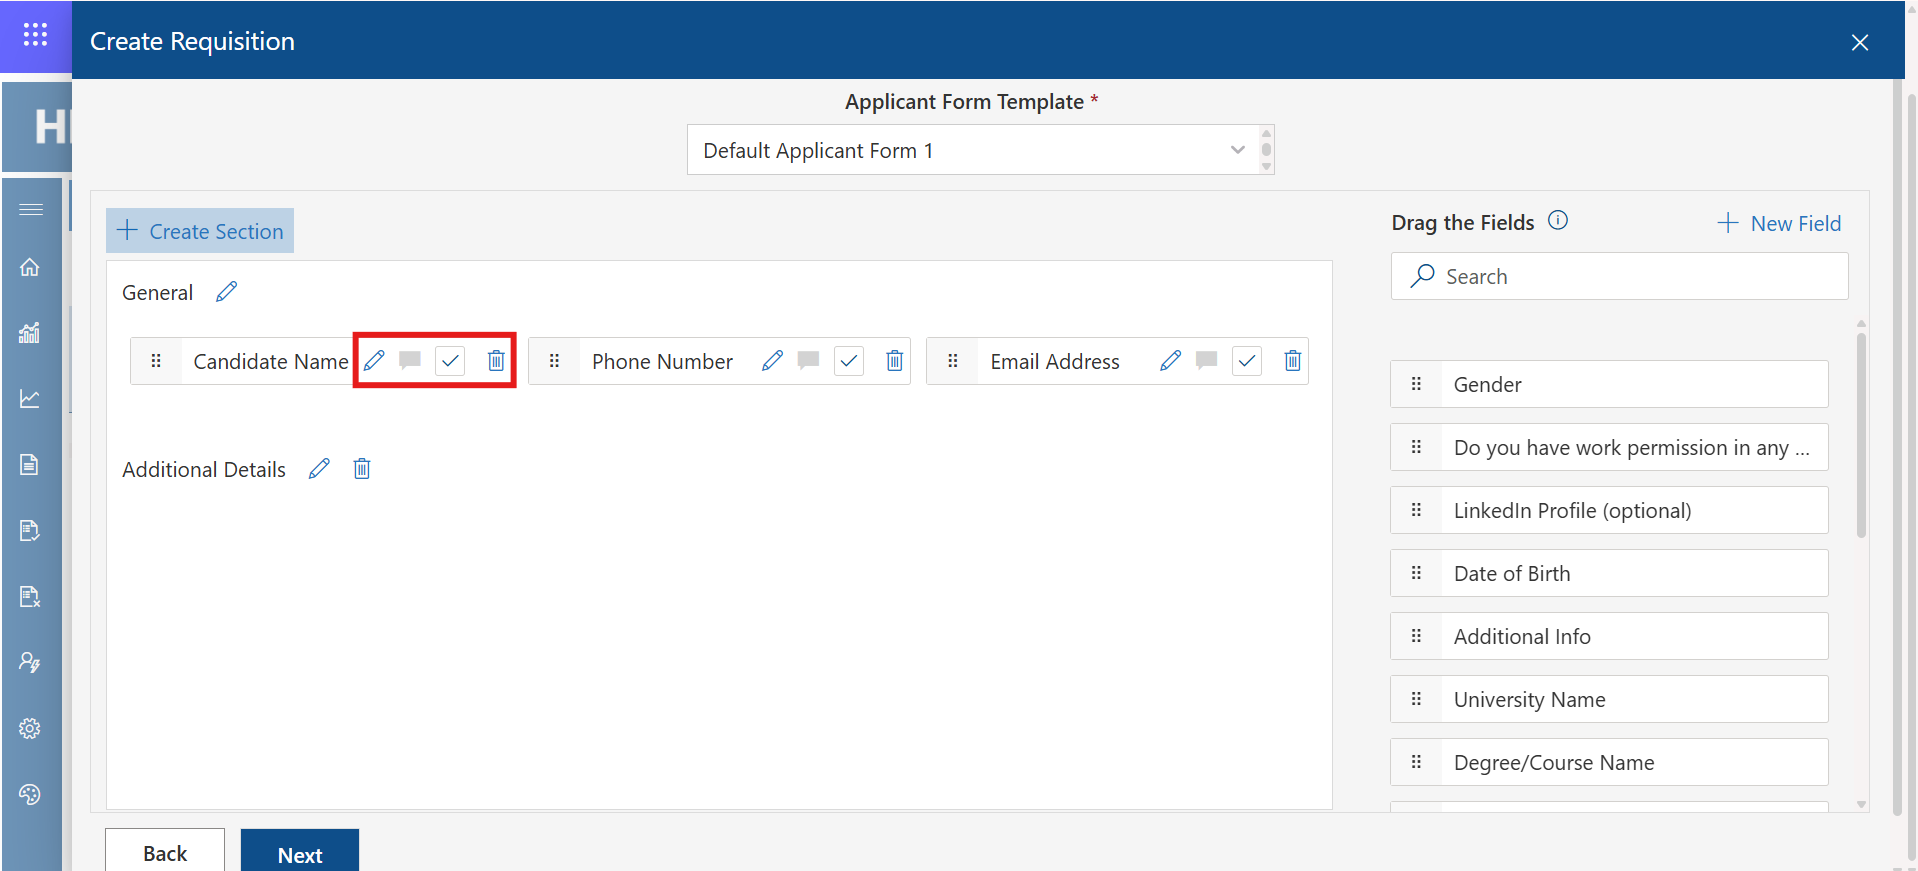 Create Requisition
Applicant Form Template *
Default Applicant Form 1
Create Section
Drag the Fields
New Field
Search
General
Candidate Name
Phone Number
Email Address
Additional Details
Gender
Do you have work permission in any ...
LinkedIn Profile (optional)
Date of Birth
Additional Info
University Name
Degree/Course Name
Back
Next